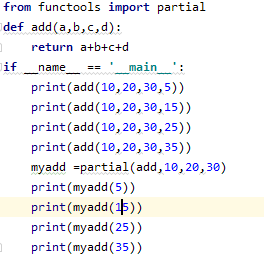 from functools import partial
def add(a,b,c,d):
    return a+b+c+d
if __name__ == '__main__':
    print(add(10,20,30,5))
    print(add(10,20,30,15))
    print(add(10,20,30,25))
    print(add(10,20,30,35))
    myadd =partial(add,10,20,30)
    print(myadd(5))
    print(myadd(15))
    print(myadd(25))
    print(myadd(35))